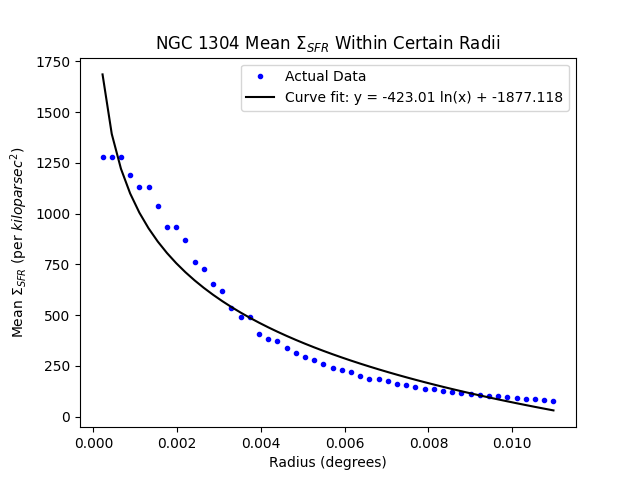 NGC 1304 Mean Σ_SFR Within Certain Radii
Actual Data
Curve fit: y = -423.01 ln(x) + -1877.118
Mean Σ_SFR (per kiloparsec²)
1750
1500
1250
1000
750
500
250
0
0.000 0.002 0.004 0.006 0.008 0.010
Radius (degrees)